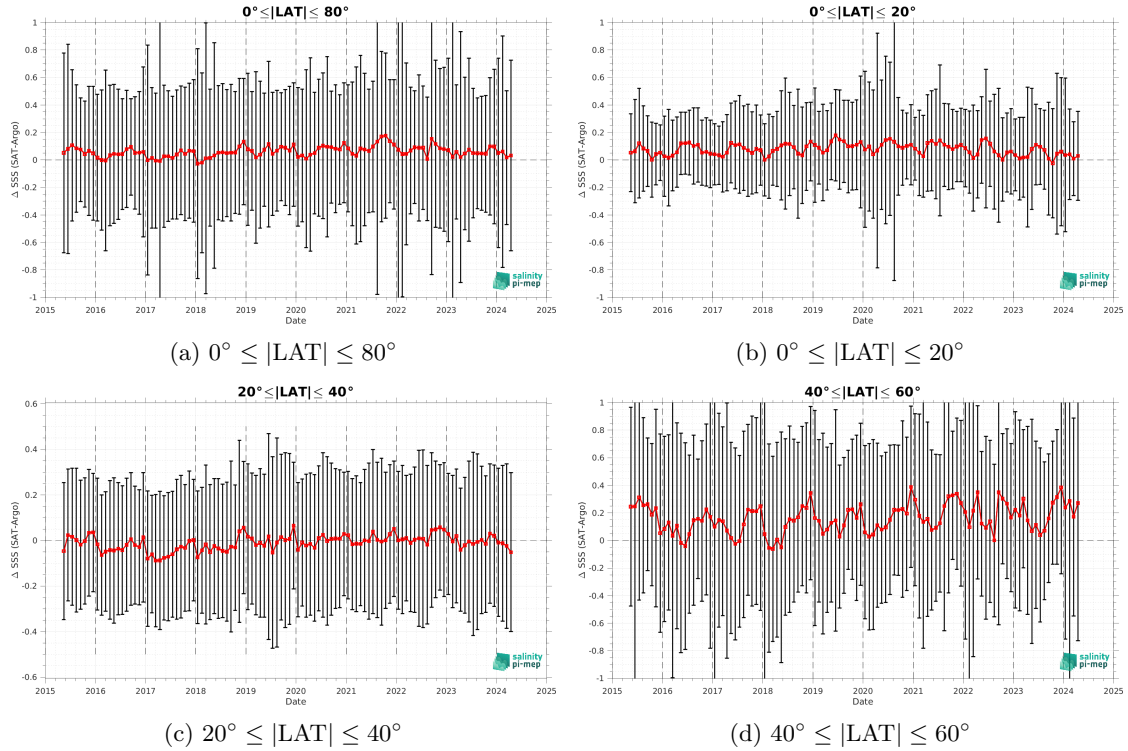 0°≤|LAT|≤ 80°
Δ SSS (SAT-Argo)
1
0.8
0.6
0.4
0.2
0
-0.2
-0.4
-0.6
-0.8
-1
2015 2016 2017 2018 2019 2020 2021 2022 2023 2024 2025
Date
salinity
pi-mep
(a) 0° ≤ |LAT| ≤ 80°
0°≤|LAT|≤ 20°
Δ SSS (SAT-Argo)
1
0.8
0.6
0.4
0.2
0
-0.2
-0.4
-0.6
-0.8
-1
2015 2016 2017 2018 2019 2020 2021 2022 2023 2024 2025
Date
salinity
pi-mep
(b) 0° ≤ |LAT| ≤ 20°
20°≤|LAT|≤ 40°
Δ SSS (SAT-Argo)
0.6
0.4
0.2
0
-0.2
-0.4
-0.6
2015 2016 2017 2018 2019 2020 2021 2022 2023 2024 2025
Date
salinity
pi-mep
(c) 20° ≤ |LAT| ≤ 40°
40°≤|LAT|≤ 60°
Δ SSS (SAT-Argo)
1
0.8
0.6
0.4
0.2
0
-0.2
-0.4
-0.6
-0.8
-1
2015 2016 2017 2018 2019 2020 2021 2022 2023 2024 2025
Date
salinity
pi-mep
(d) 40° ≤ |LAT| ≤ 60°